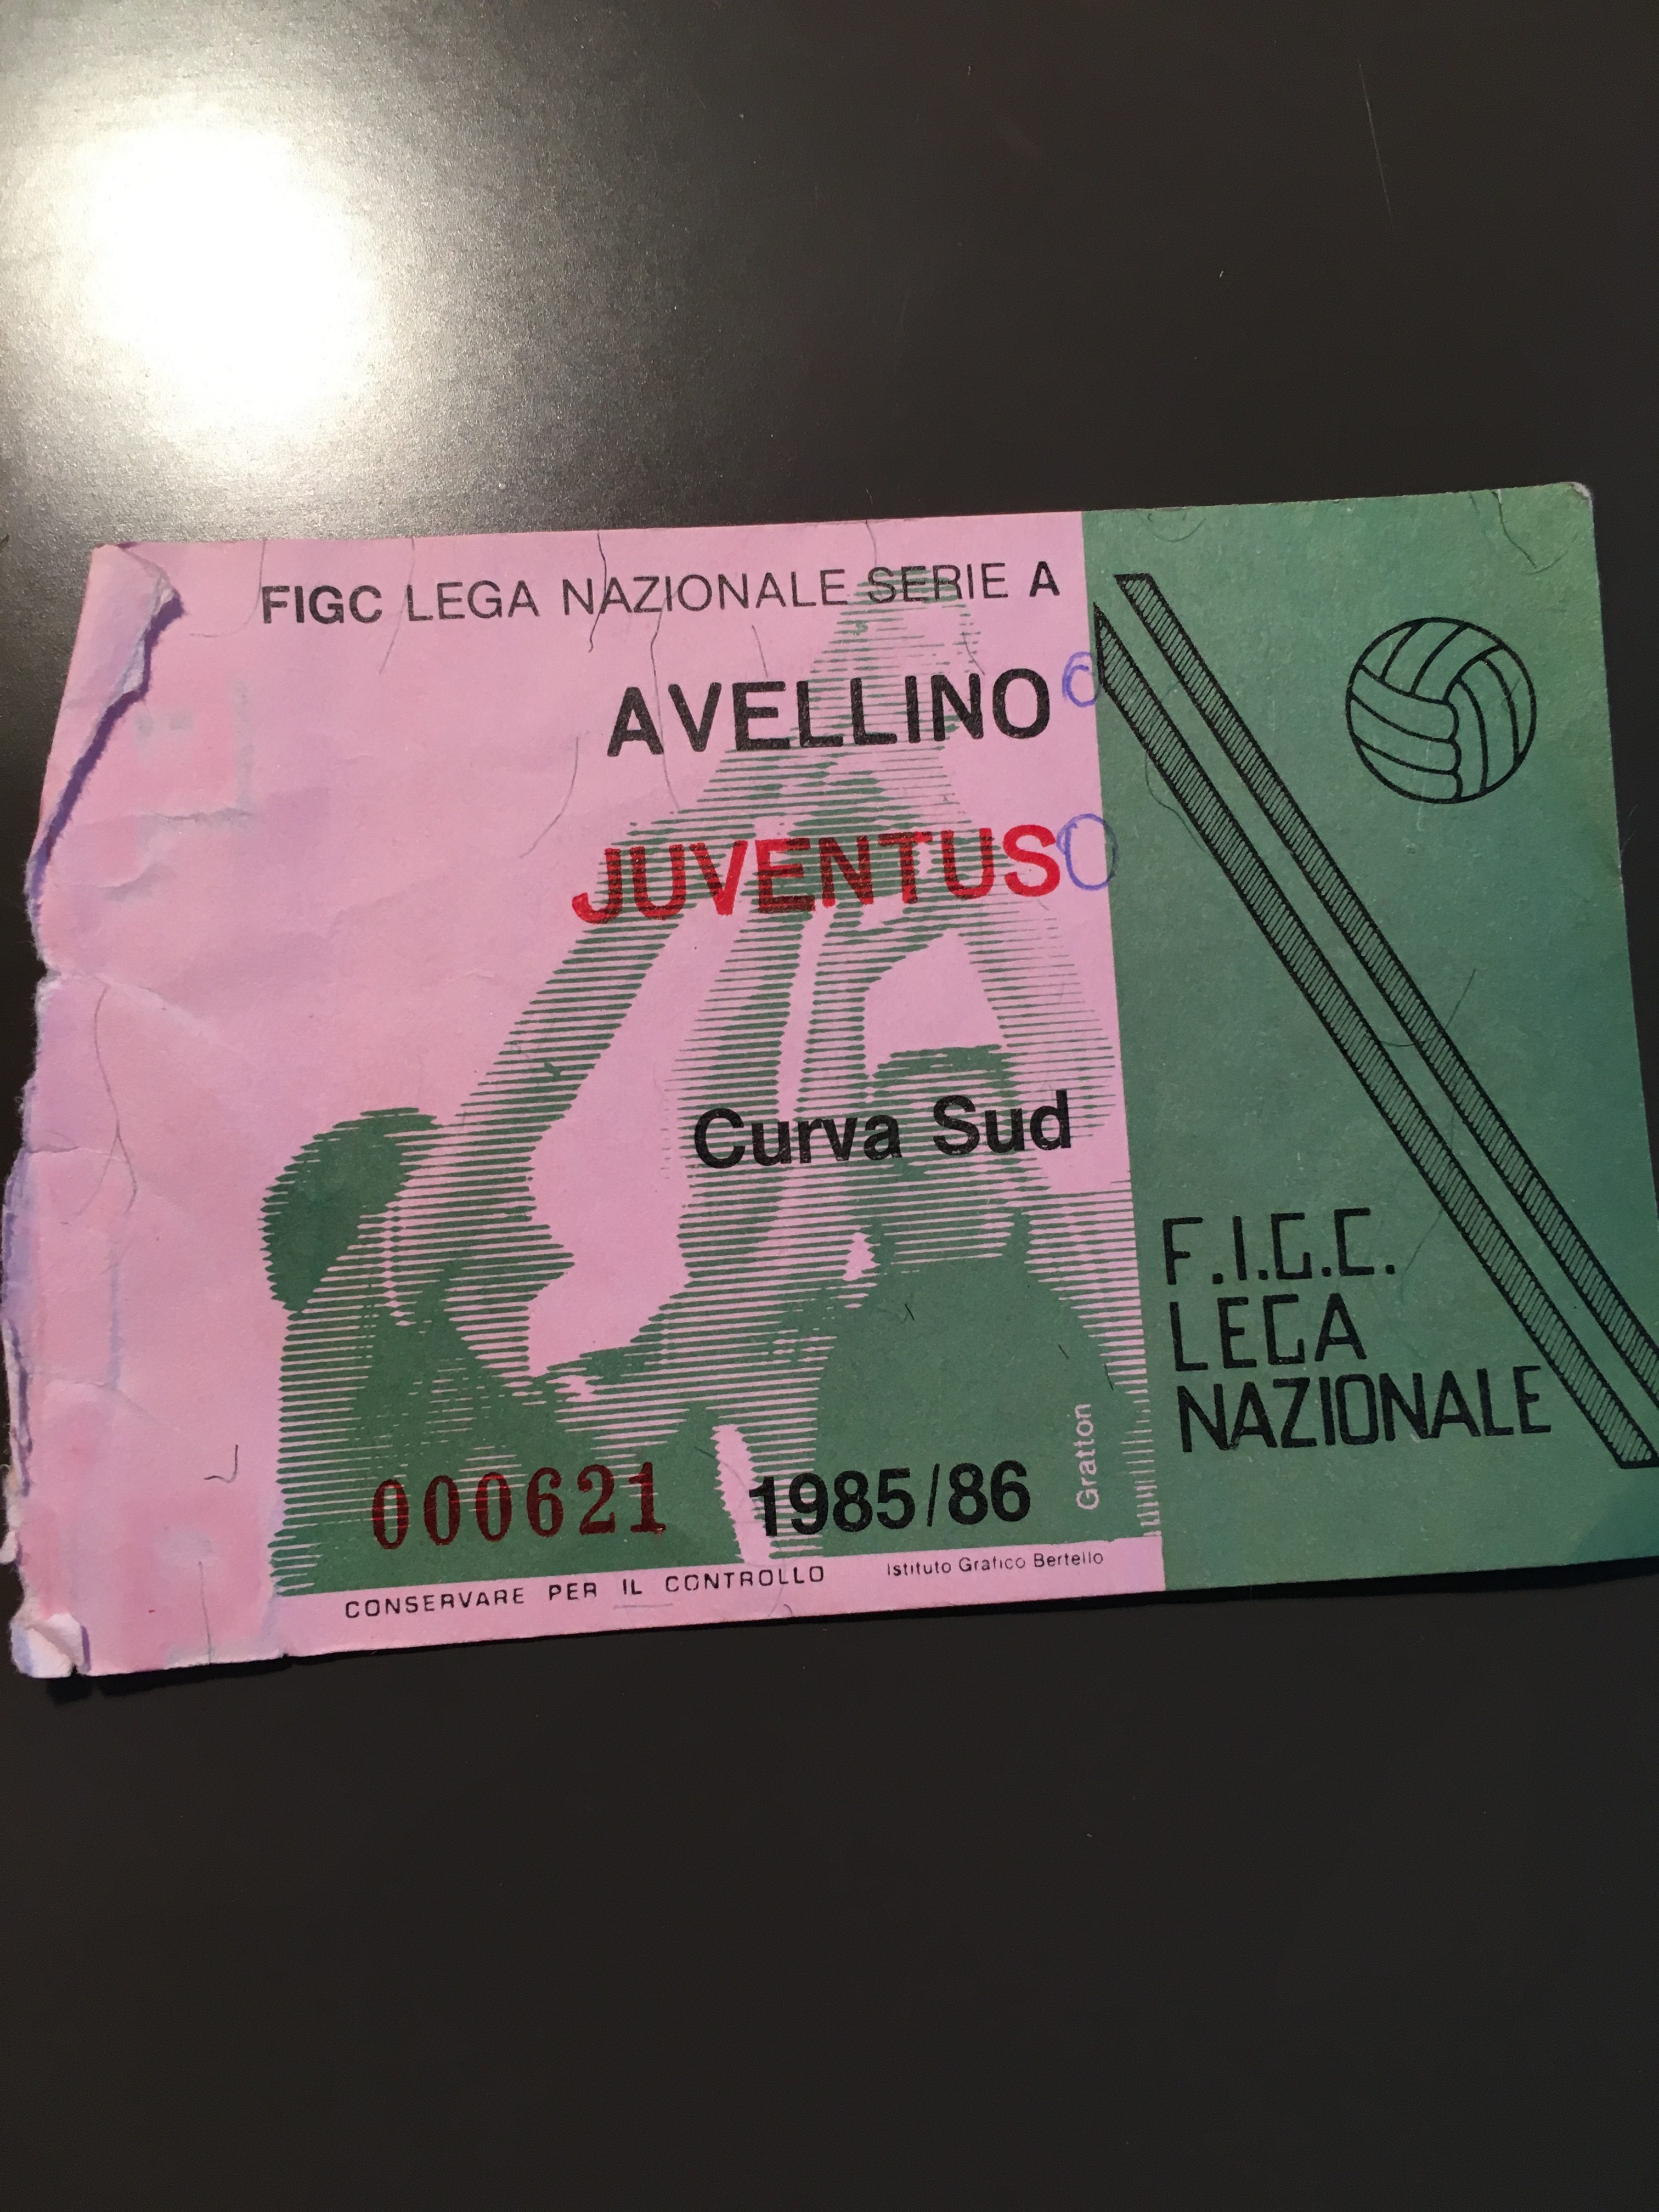 FIGC LEGA NAZIONALE SERIE A
AVELLINO
JUVENTUS O
Curva Sud
000621 1985/86
Gratton
CONSERVARE PER IL CONTROLLO Istituto Grafico Bertello
F.I.G.C.
LEGA
NAZIONALE